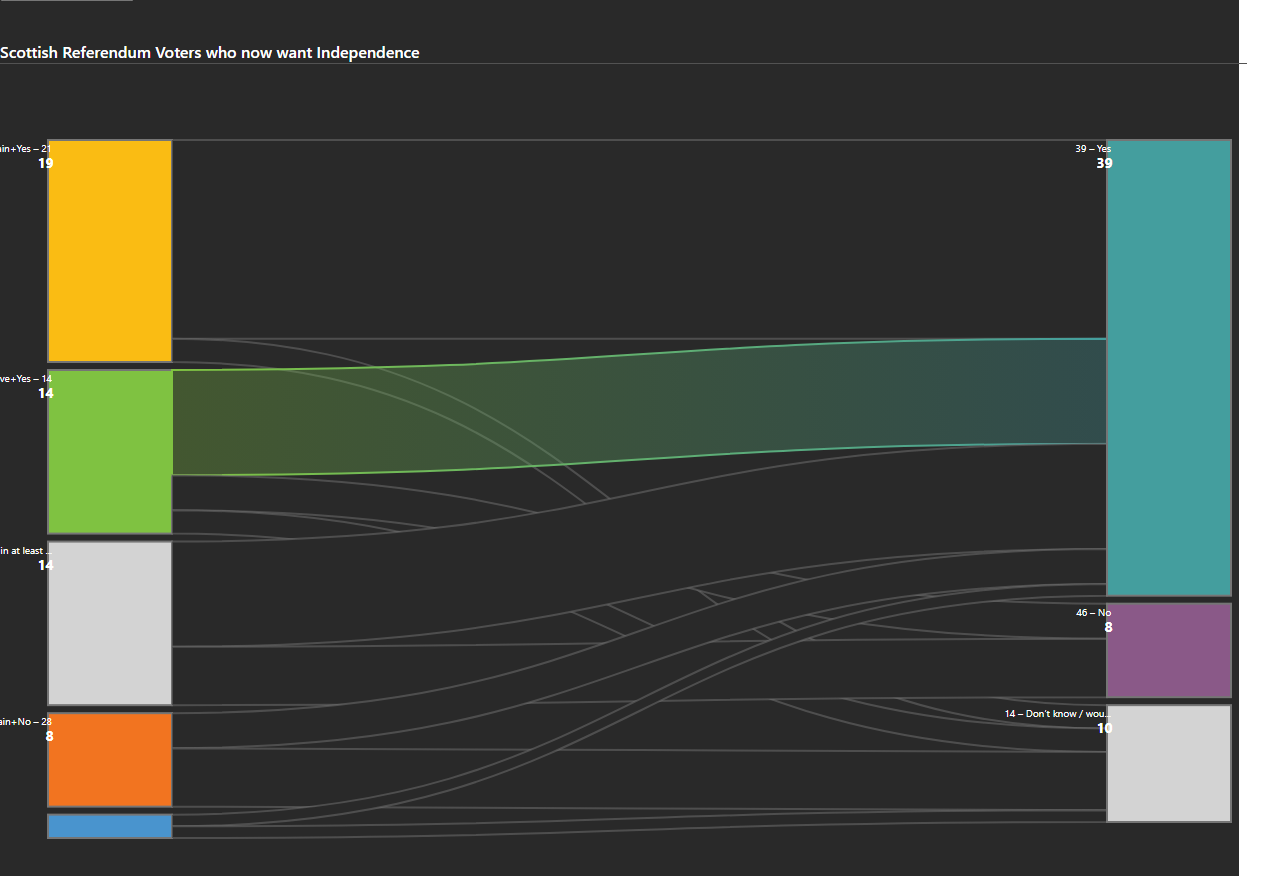 Scottish Referendum Voters who now want Independence
ain+Yes – 21
19
39 – Yes
39
ve+Yes – 14
14
in at least ...
14
46 – No
8
14 – Don't know / wou...
10
ain+No – 28
8